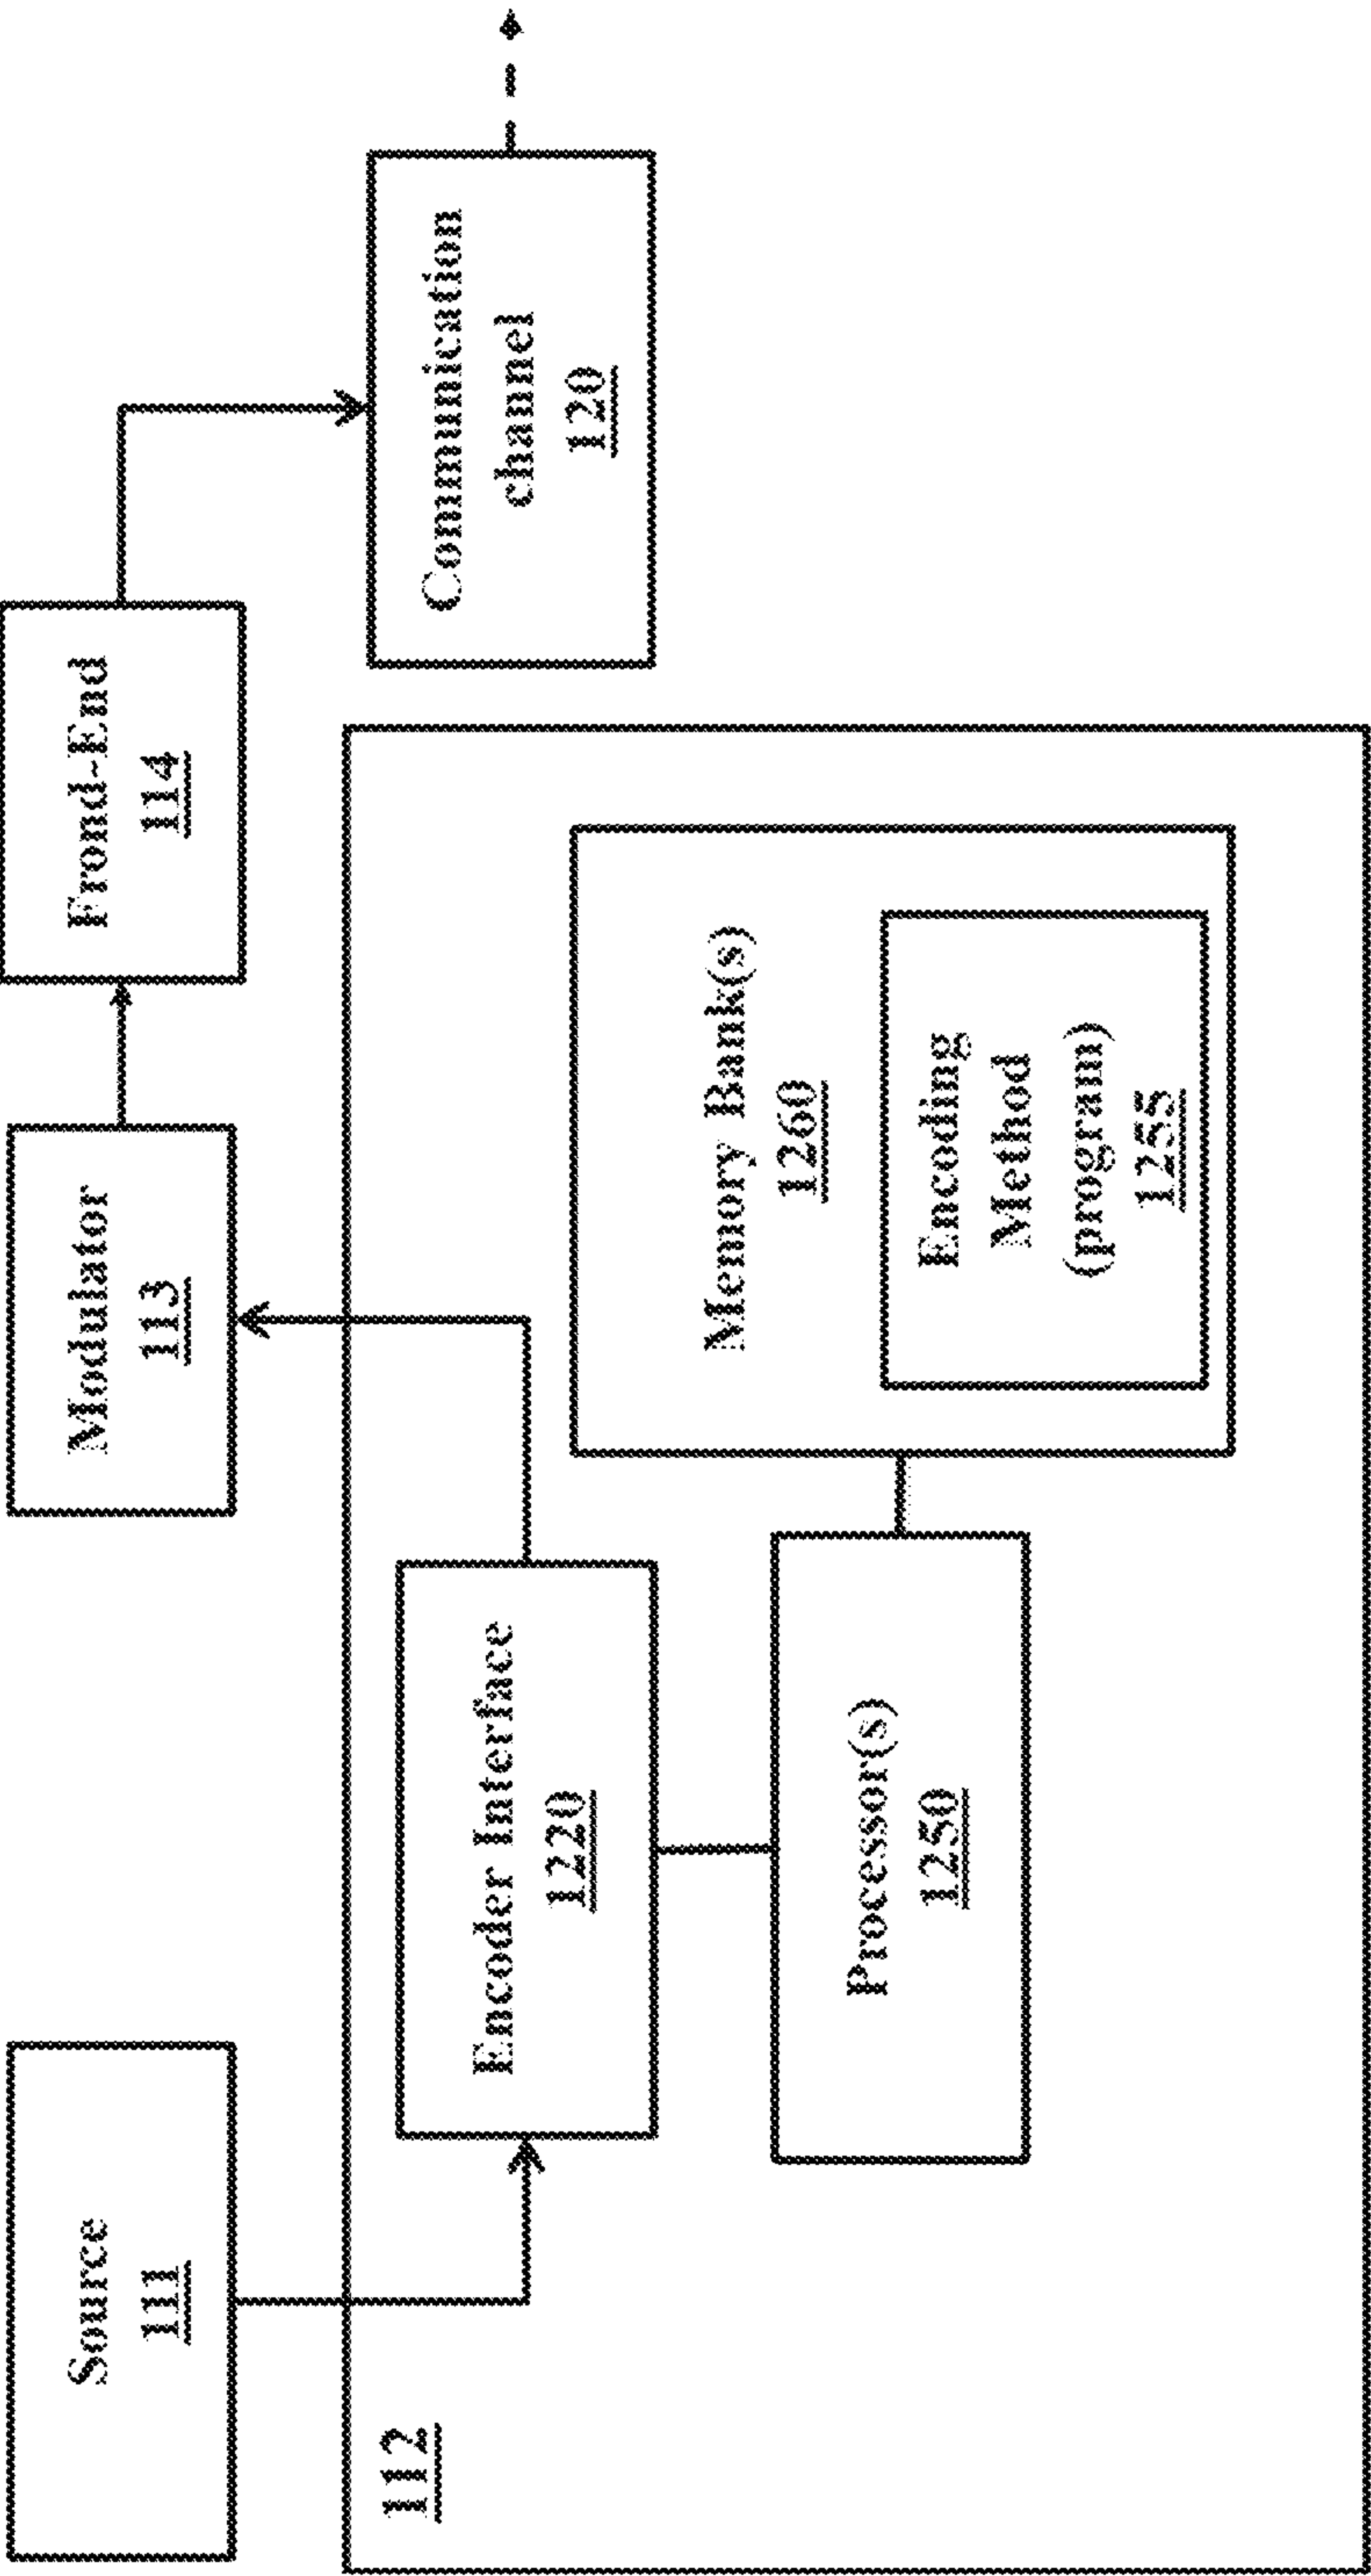 Source
111
Modulator
113
Frond-End
114
112
Encoder Interface
1220
Communication
channel
120
Memory Bank(s)
1260
Processor(s)
1250
Encoding
Method
(program)
1255